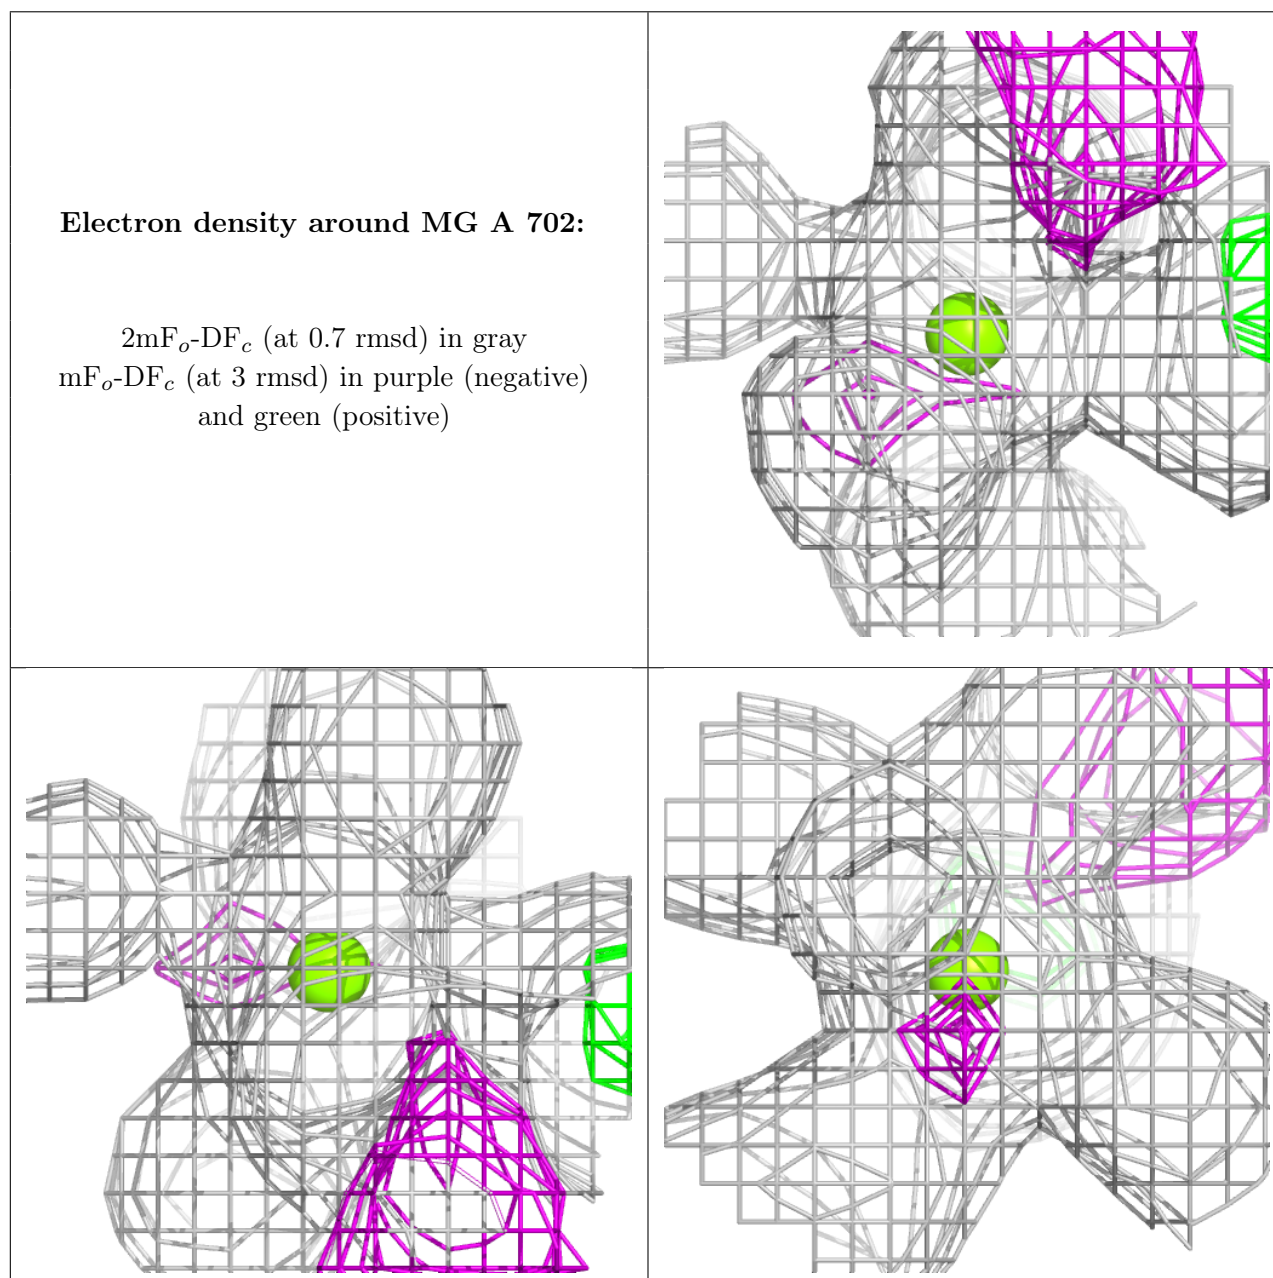 Electron density around MG A 702:
2mFo-DFc (at 0.7 rmsd) in gray
mFo-DFc (at 3 rmsd) in purple (negative)
and green (positive)